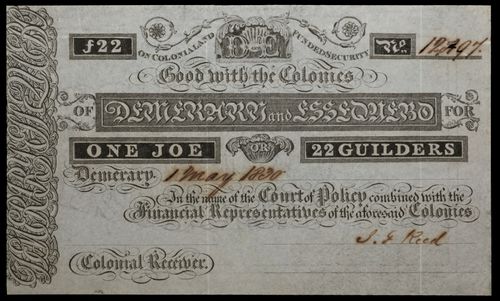 ƒ22
ON COLONIAL AND FUNDED SECURITY
No. 12,497.
Good with the Colonies
OF DEMERARY and ESSEQUEBO FOR
ONE JOE OR 22 GUILDERS
Demerary. 1 May 1830
In the name of the Court of Policy combined with the
Financial Representatives of the aforesaid Colonies
Colonial Receiver.